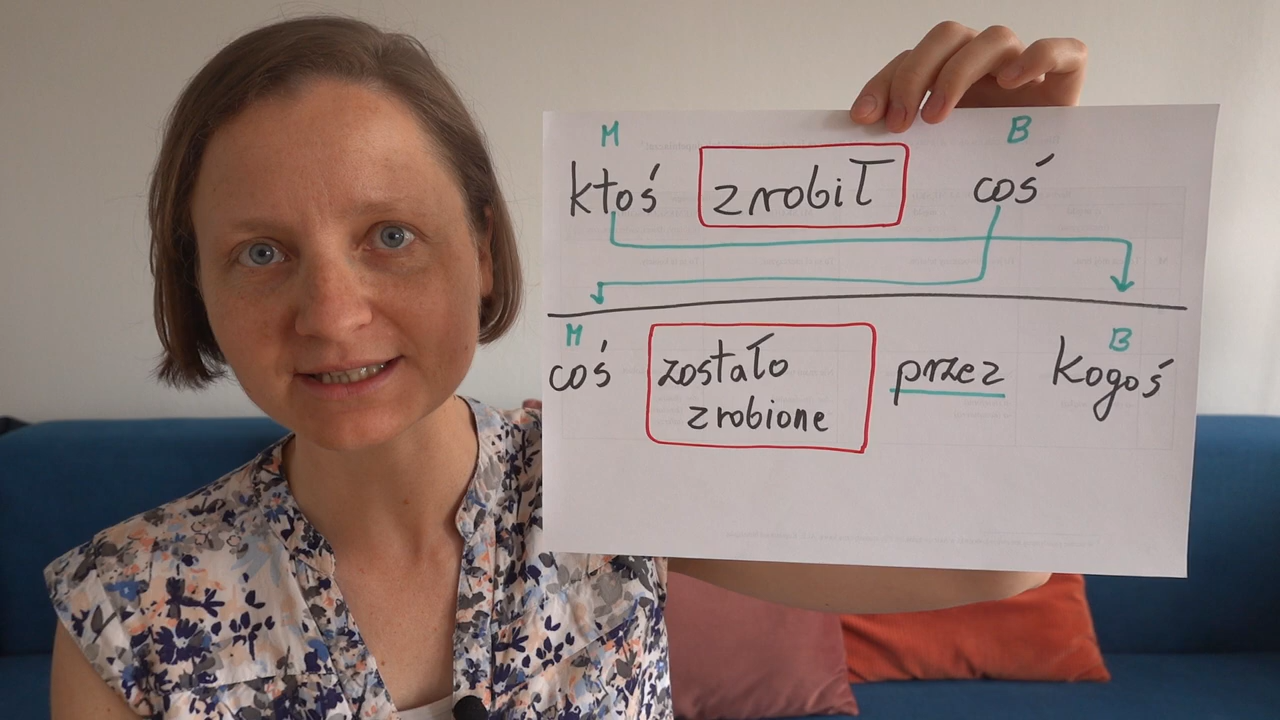 M B
ktoś zrobił coś
M B
coś zostało przez kogoś
zrobione